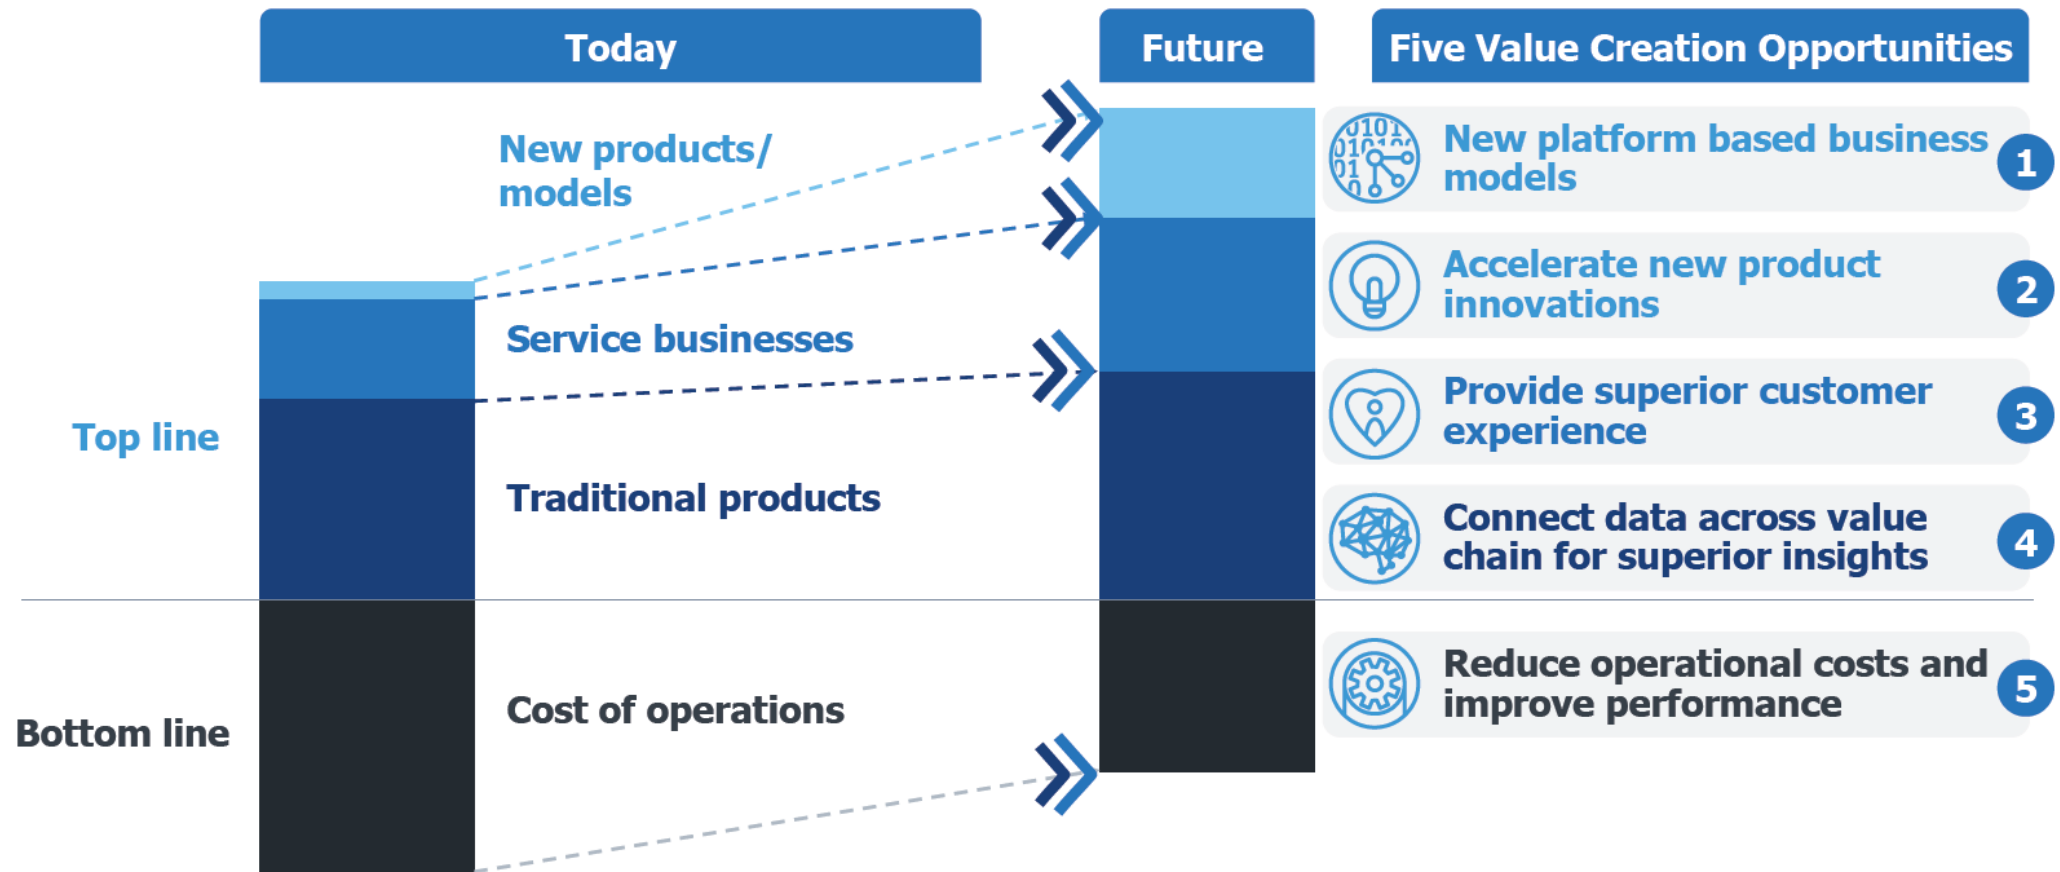 Today
Future
Five Value Creation Opportunities
New products/
models
Service businesses
Traditional products
Top line
Cost of operations
Bottom line
New platform based business
models
1
Accelerate new product
innovations
2
Provide superior customer
experience
3
Connect data across value
chain for superior insights
4
Reduce operational costs and
improve performance
5